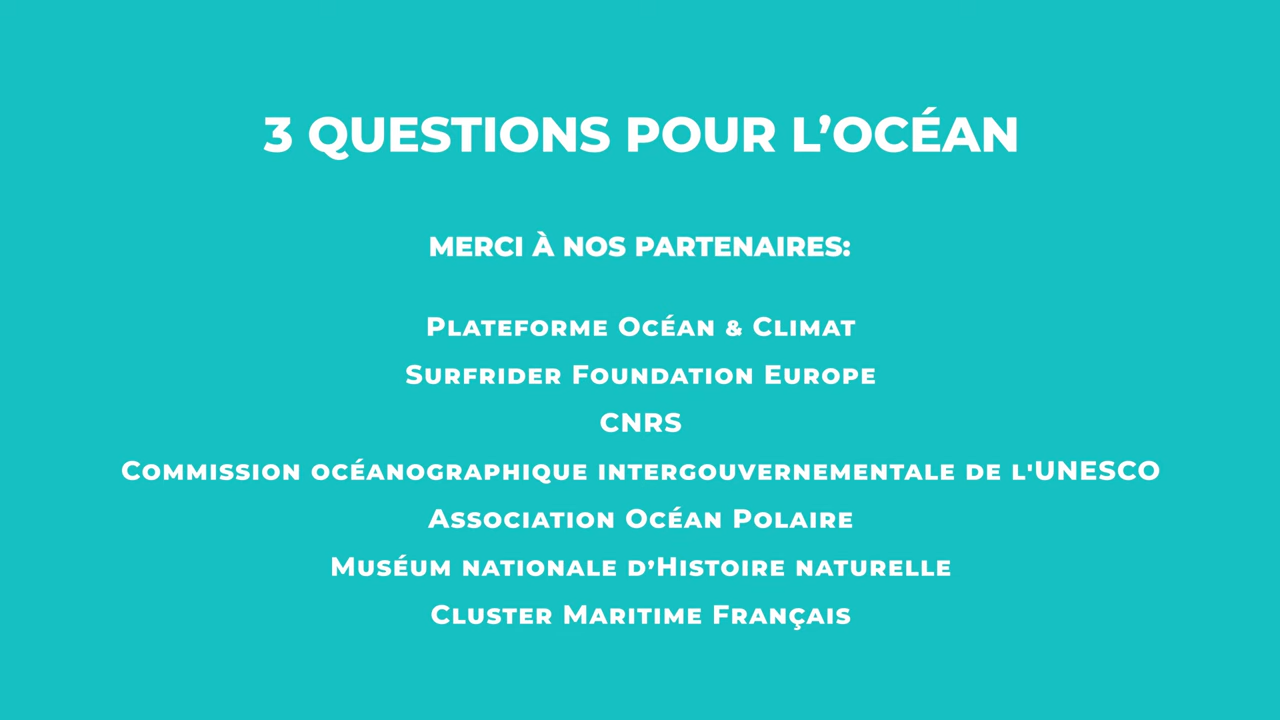 3 QUESTIONS POUR L’OCÉAN
MERCI À NOS PARTENAIRES:
Plateforme Océan & Climat
Surfrider Foundation Europe
CNRS
Commission océanographique intergouvernementale de l'UNESCO
Association Océan Polaire
Muséum nationale d’Histoire naturelle
Cluster Maritime Français